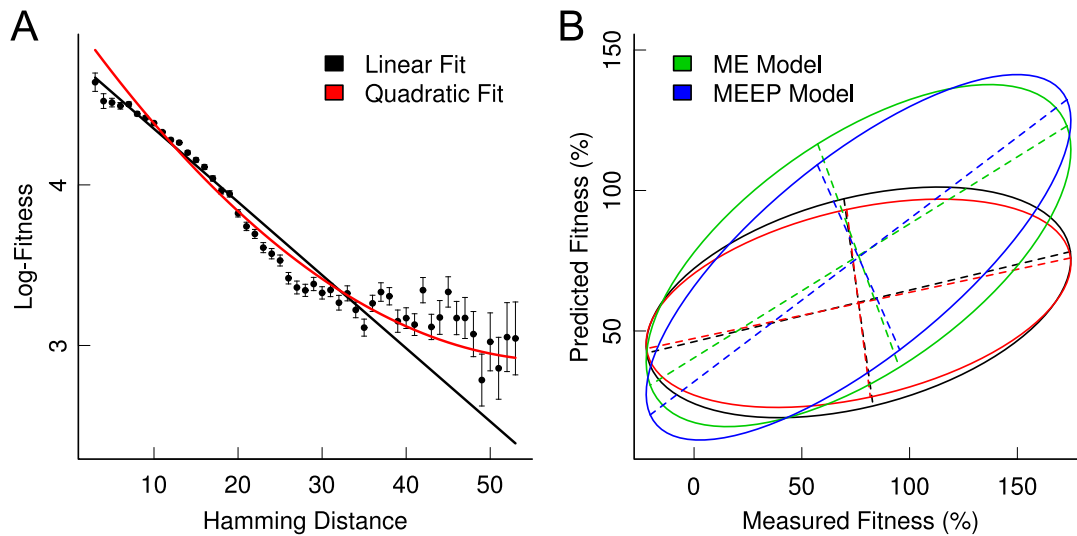 A
Linear Fit
Quadratic Fit
Log-Fitness
4
3
10 20 30 40 50
Hamming Distance
B
ME Model
MEEP Model
Predicted Fitness (%)
150
100
50
0 50 100 150
Measured Fitness (%)